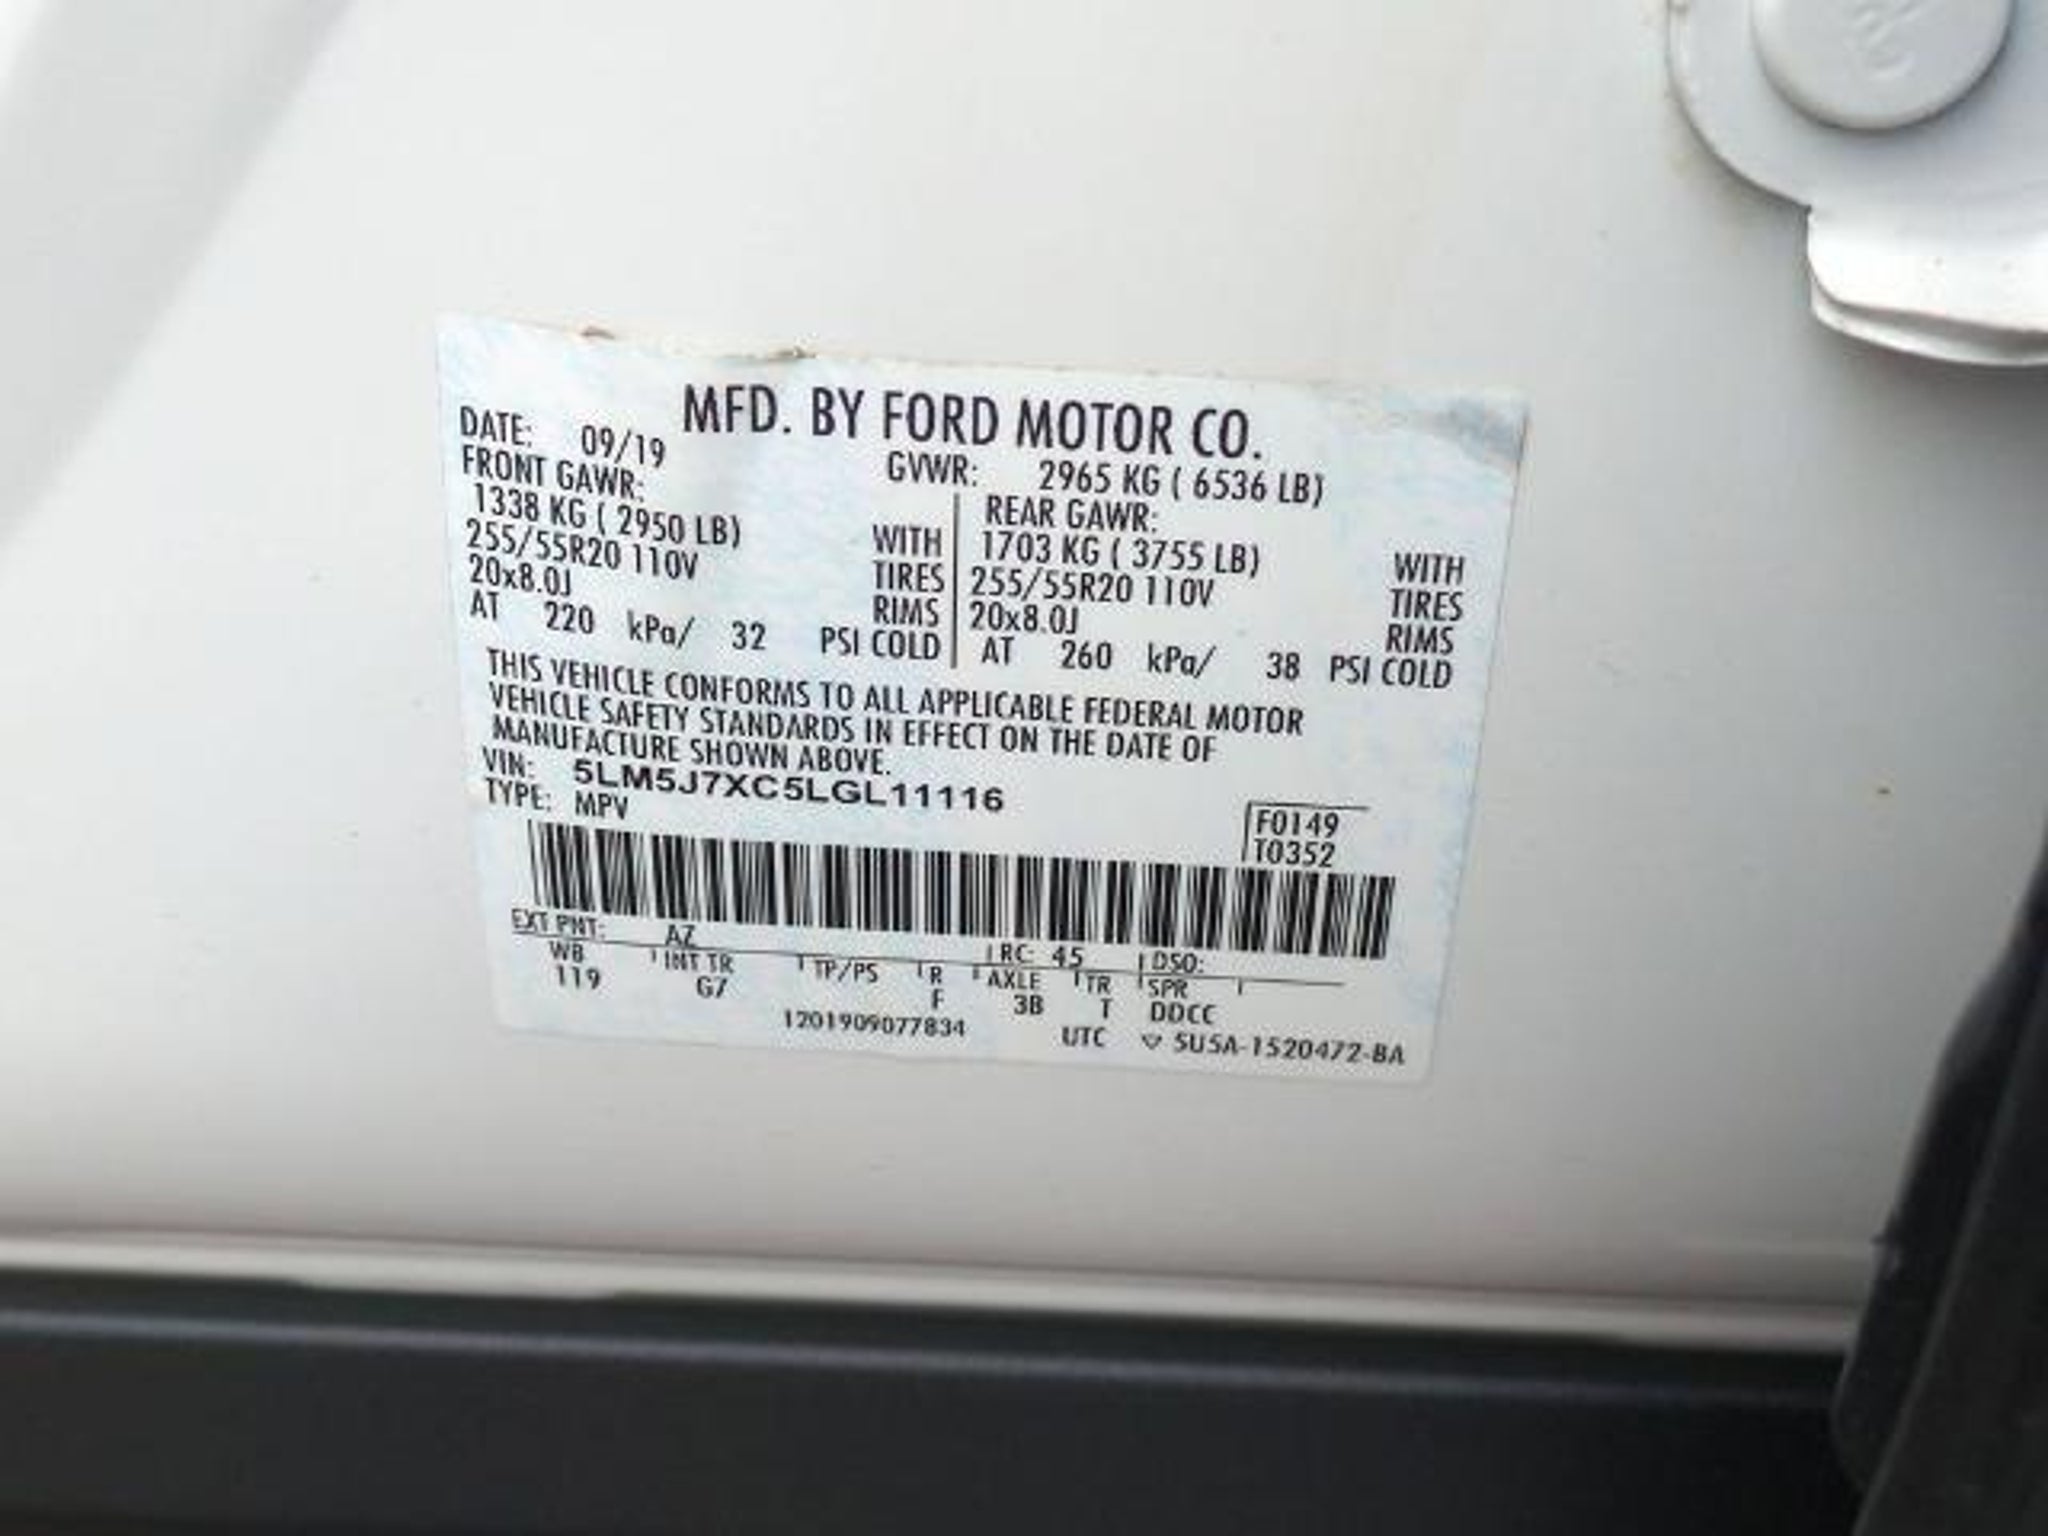 MFD. BY FORD MOTOR CO.
DATE: 09/19 GVWR: 2965 KG ( 6536 LB)
FRONT GAWR: REAR GAWR:
1338 KG ( 2950 LB) WITH 1703 KG ( 3755 LB) WITH
255/55R20 110V TIRES 255/55R20 110V TIRES
20x8.0J RIMS 20x8.0J RIMS
AT 220 kPa/ 32 PSI COLD AT 260 kPa/ 38 PSI COLD
THIS VEHICLE CONFORMS TO ALL APPLICABLE FEDERAL MOTOR
VEHICLE SAFETY STANDARDS IN EFFECT ON THE DATE OF
MANUFACTURE SHOWN ABOVE.
VIN: 5LM5J7XC5LGL11116
TYPE: MPV F0149
T0352
EXT PNT: AZ RC: 45 DSO:
WB INT TR TP/PS R AXLE TR SPR
119 G7 F 3B T DDCC
1201909077834 UTC ▽ 5U5A-1520472-BA